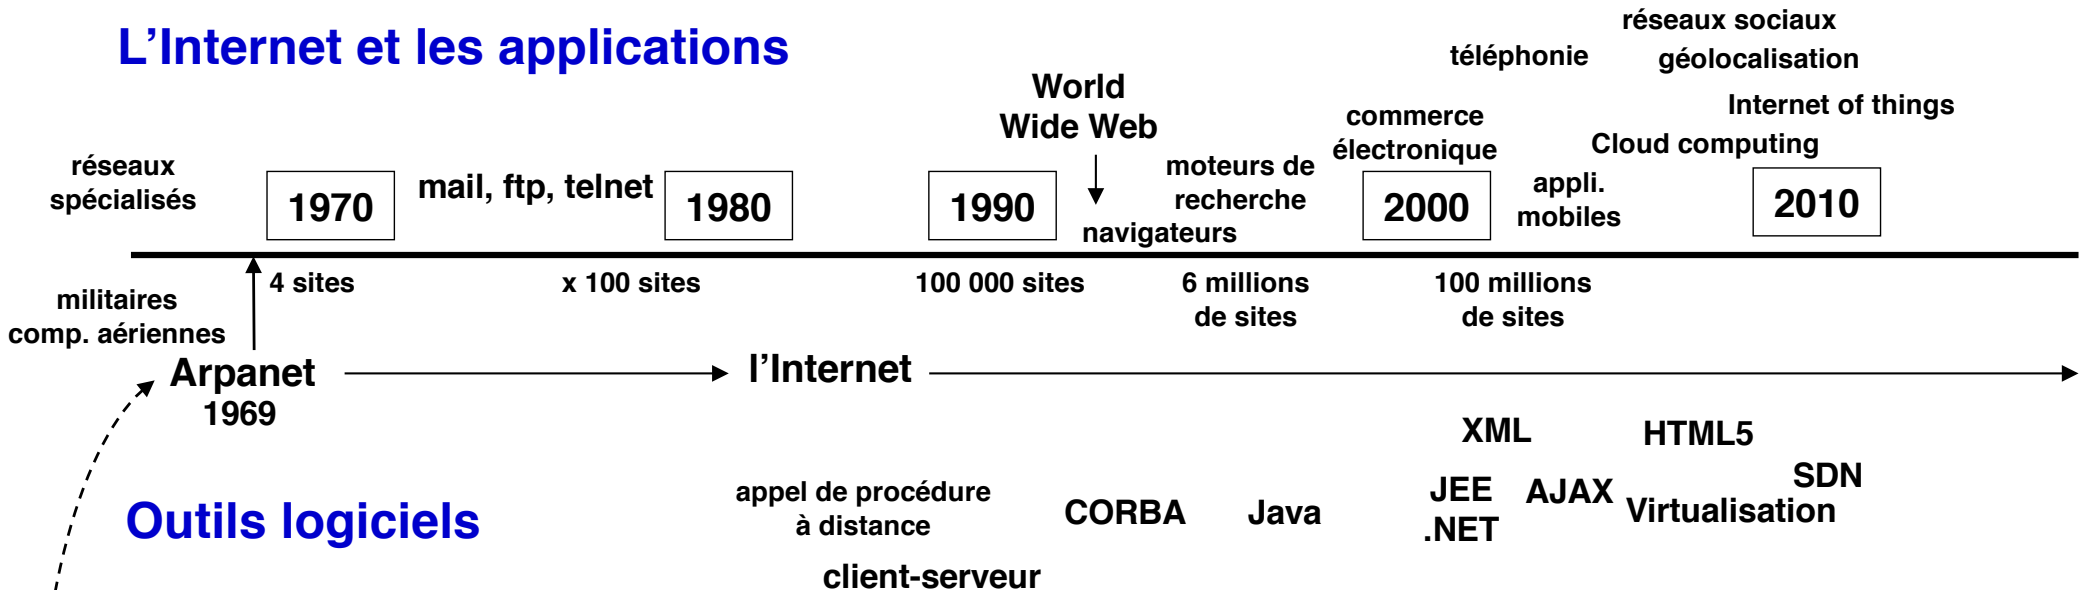 L'Internet et les applications
réseaux sociaux
téléphonie
géolocalisation
World
Wide Web
Internet of things
commerce
électronique
Cloud computing
réseaux
spécialisés
1970
mail, ftp, telnet
1980
1990
moteurs de
recherche
navigateurs
2000
appli.
mobiles
2010
4 sites
x 100 sites
100 000 sites
6 millions
de sites
100 millions
de sites
militaires
comp. aériennes
Arpanet
1969
l'Internet
XML
HTML5
Outils logiciels
appel de procédure
à distance
client-serveur
CORBA
Java
JEE
.NET
AJAX
SDN
Virtualisation